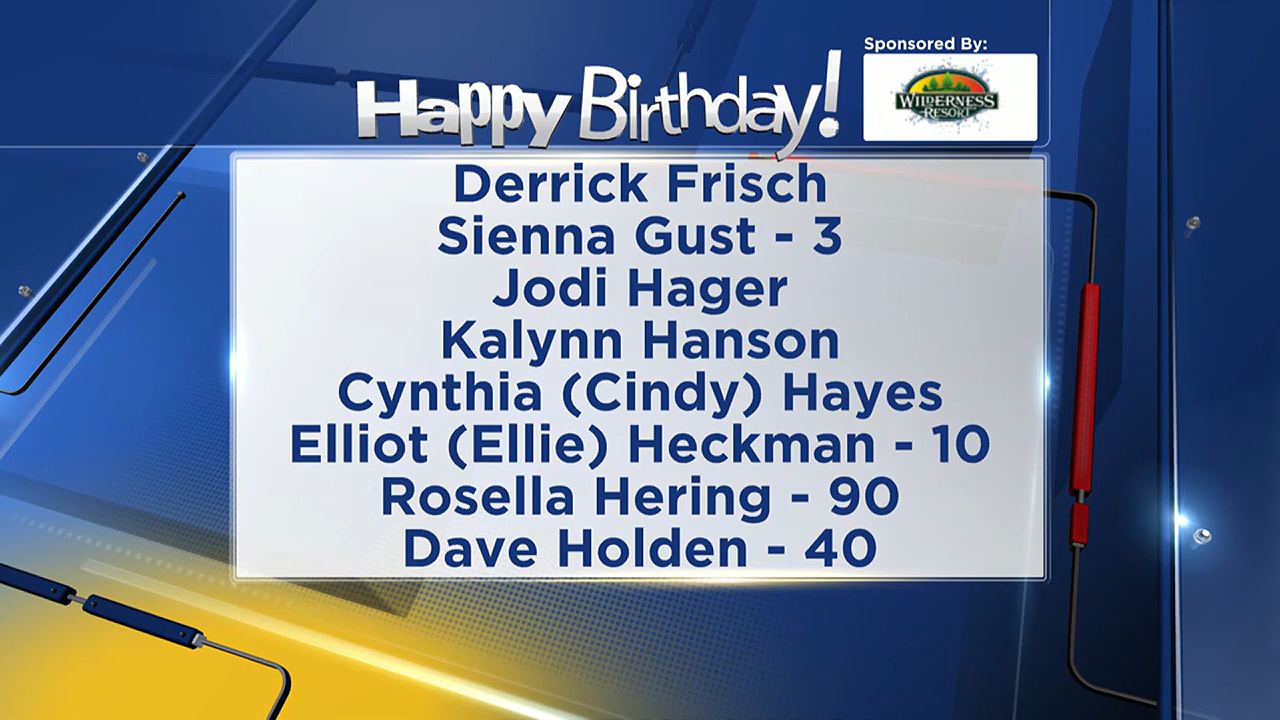 Sponsored By:
Happy Birthday!
WILDERNESS
RESORT
Derrick Frisch
Sienna Gust - 3
Jodi Hager
Kalynn Hanson
Cynthia (Cindy) Hayes
Elliot (Ellie) Heckman - 10
Rosella Hering - 90
Dave Holden - 40